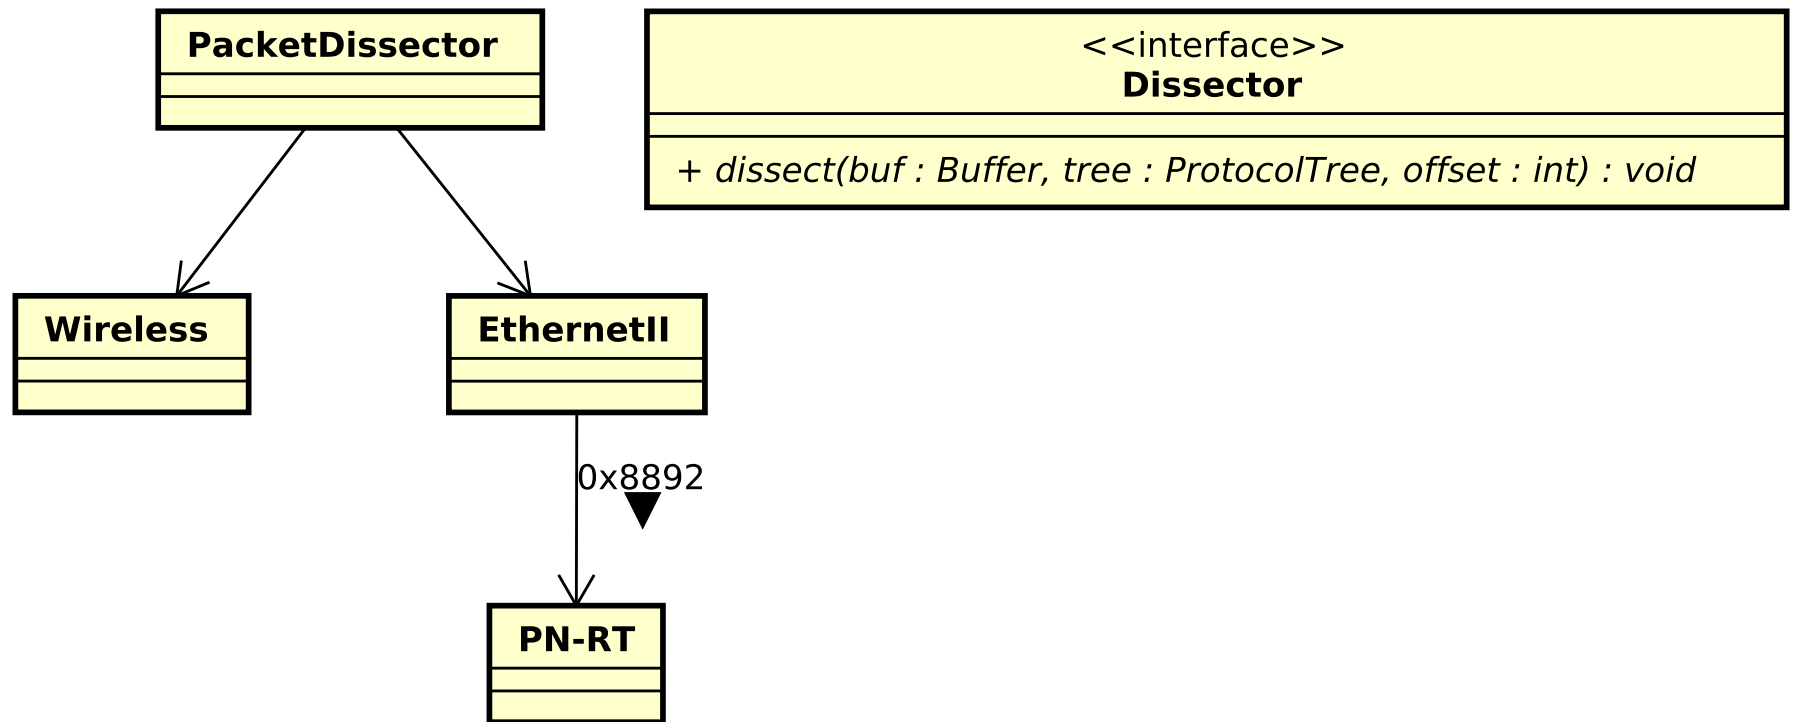 PacketDissector
<<interface>>
Dissector
+ dissect(buf : Buffer, tree : ProtocolTree, offset : int) : void
Wireless
EthernetII
0x8892
PN-RT